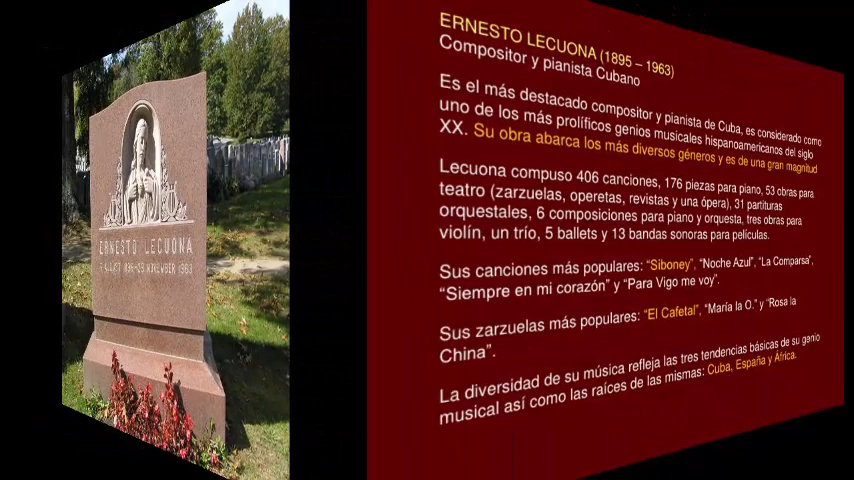 ERNESTO LECUONA
AUGUST 1896 NOVEMBER 1963
ERNESTO LECUONA (1895 – 1963)
Compositor y pianista Cubano
Es el más destacado compositor y pianista de Cuba, es considerado como
uno de los más prolíficos genios musicales hispanoamericanos del siglo
XX. Su obra abarca los más diversos géneros y es de una gran magnitud
Lecuona compuso 406 canciones, 176 piezas para piano, 53 obras para
teatro (zarzuelas, operetas, revistas y una ópera), 31 partituras
orquestales, 6 composiciones para piano y orquesta, tres obras para
violín, un trío, 5 ballets y 13 bandas sonoras para películas.
Sus canciones más populares: “Siboney”, “Noche Azul”, “La Comparsa”,
“Siempre en mi corazón” y “Para Vigo me voy”.
Sus zarzuelas más populares: “El Cafetal”, “María la O.” y “Rosa la
China”.
La diversidad de su música refleja las tres tendencias básicas de su genio
musical así como las raíces de las mismas: Cuba, España y África.